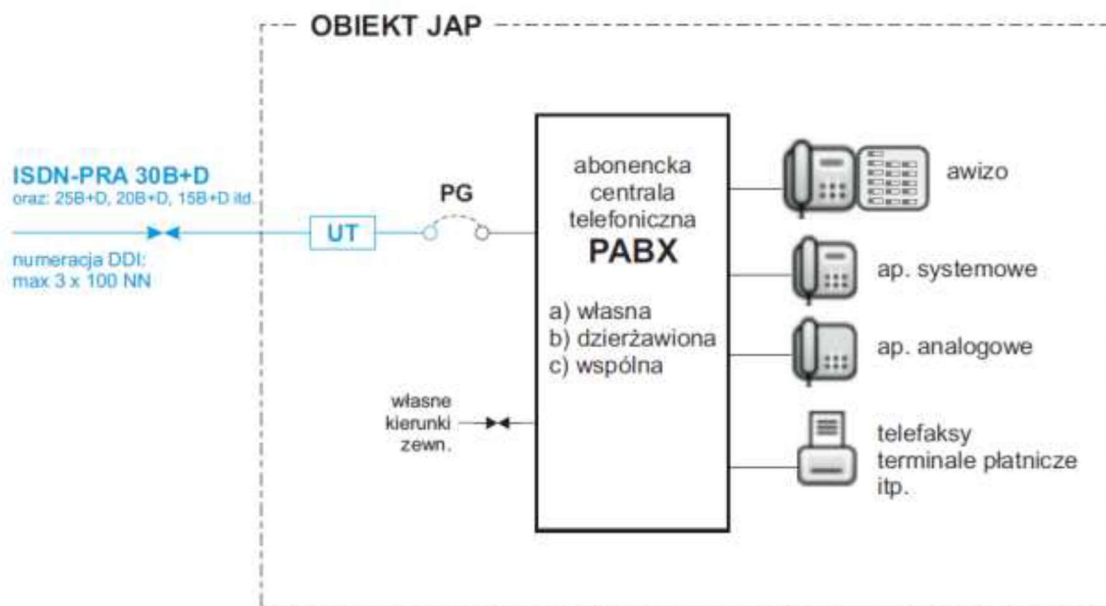 OBIEKT JAP
ISDN-PRA 30B+D
oraz: 25B+D, 20B+D, 15B+D itd.
numeracja DDI:
max 3 x 100 NN
UT
PG
abonencka
centrala
telefoniczna
PABX
a) własna
b) dzierżawiona
c) wspólna
własne
kierunki
zewn.
awizo
ap. systemowe
ap. analogowe
telefaksy
terminale płatnicze
itp.